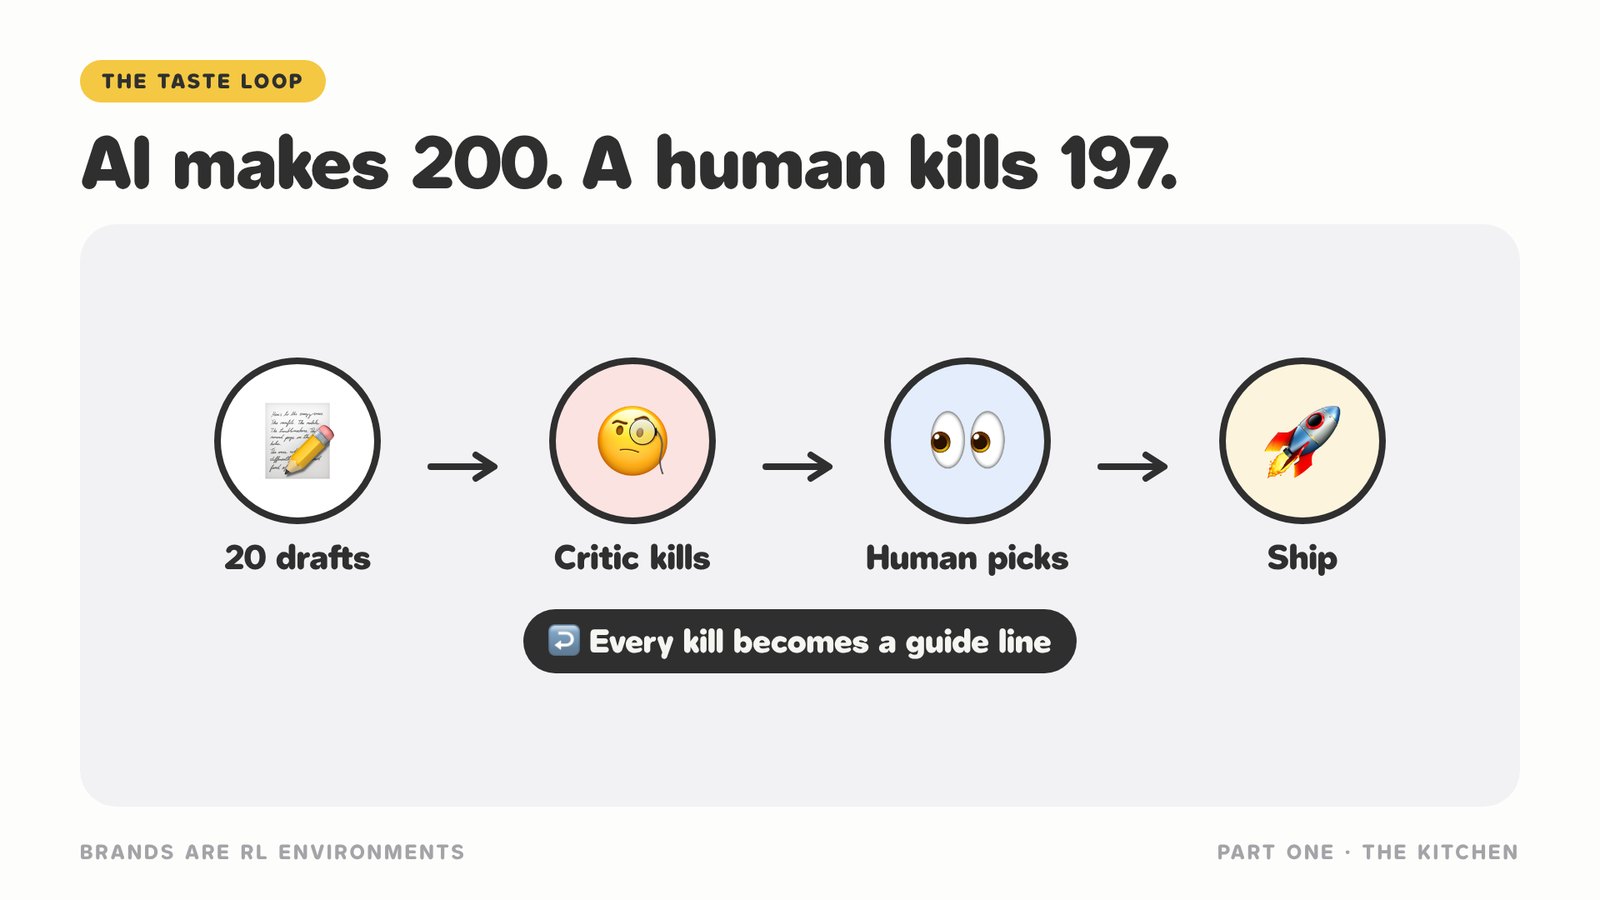 THE TASTE LOOP
AI makes 200. A human kills 197.
20 drafts
Critic kills
Human picks
Ship
Every kill becomes a guide line
BRANDS ARE RL ENVIRONMENTS
PART ONE · THE KITCHEN